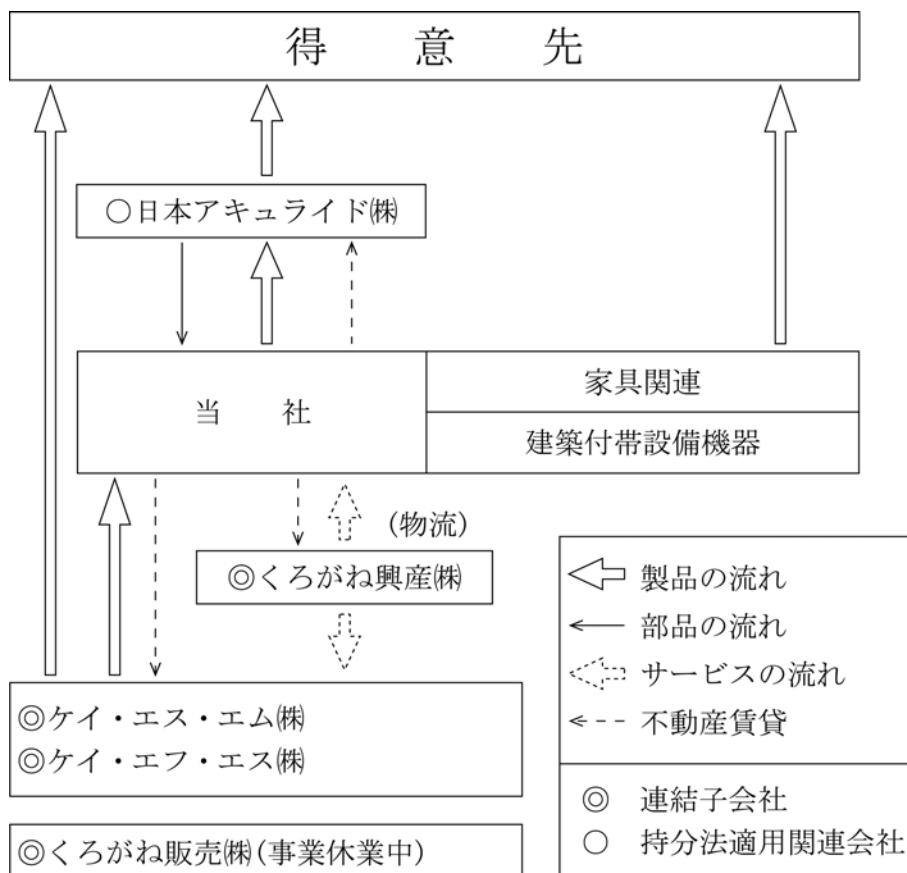 得意先
○日本アキュライド㈱
当社
家具関連
建築付帯設備機器
(物流)
◎くろがね興産㈱
製品の流れ
部品の流れ
サービスの流れ
不動産賃貸
◎ケイ・エス・エム㈱
◎ケイ・エフ・エス㈱
◎ 連結子会社
○ 持分法適用関連会社
◎くろがね販売㈱(事業休業中)